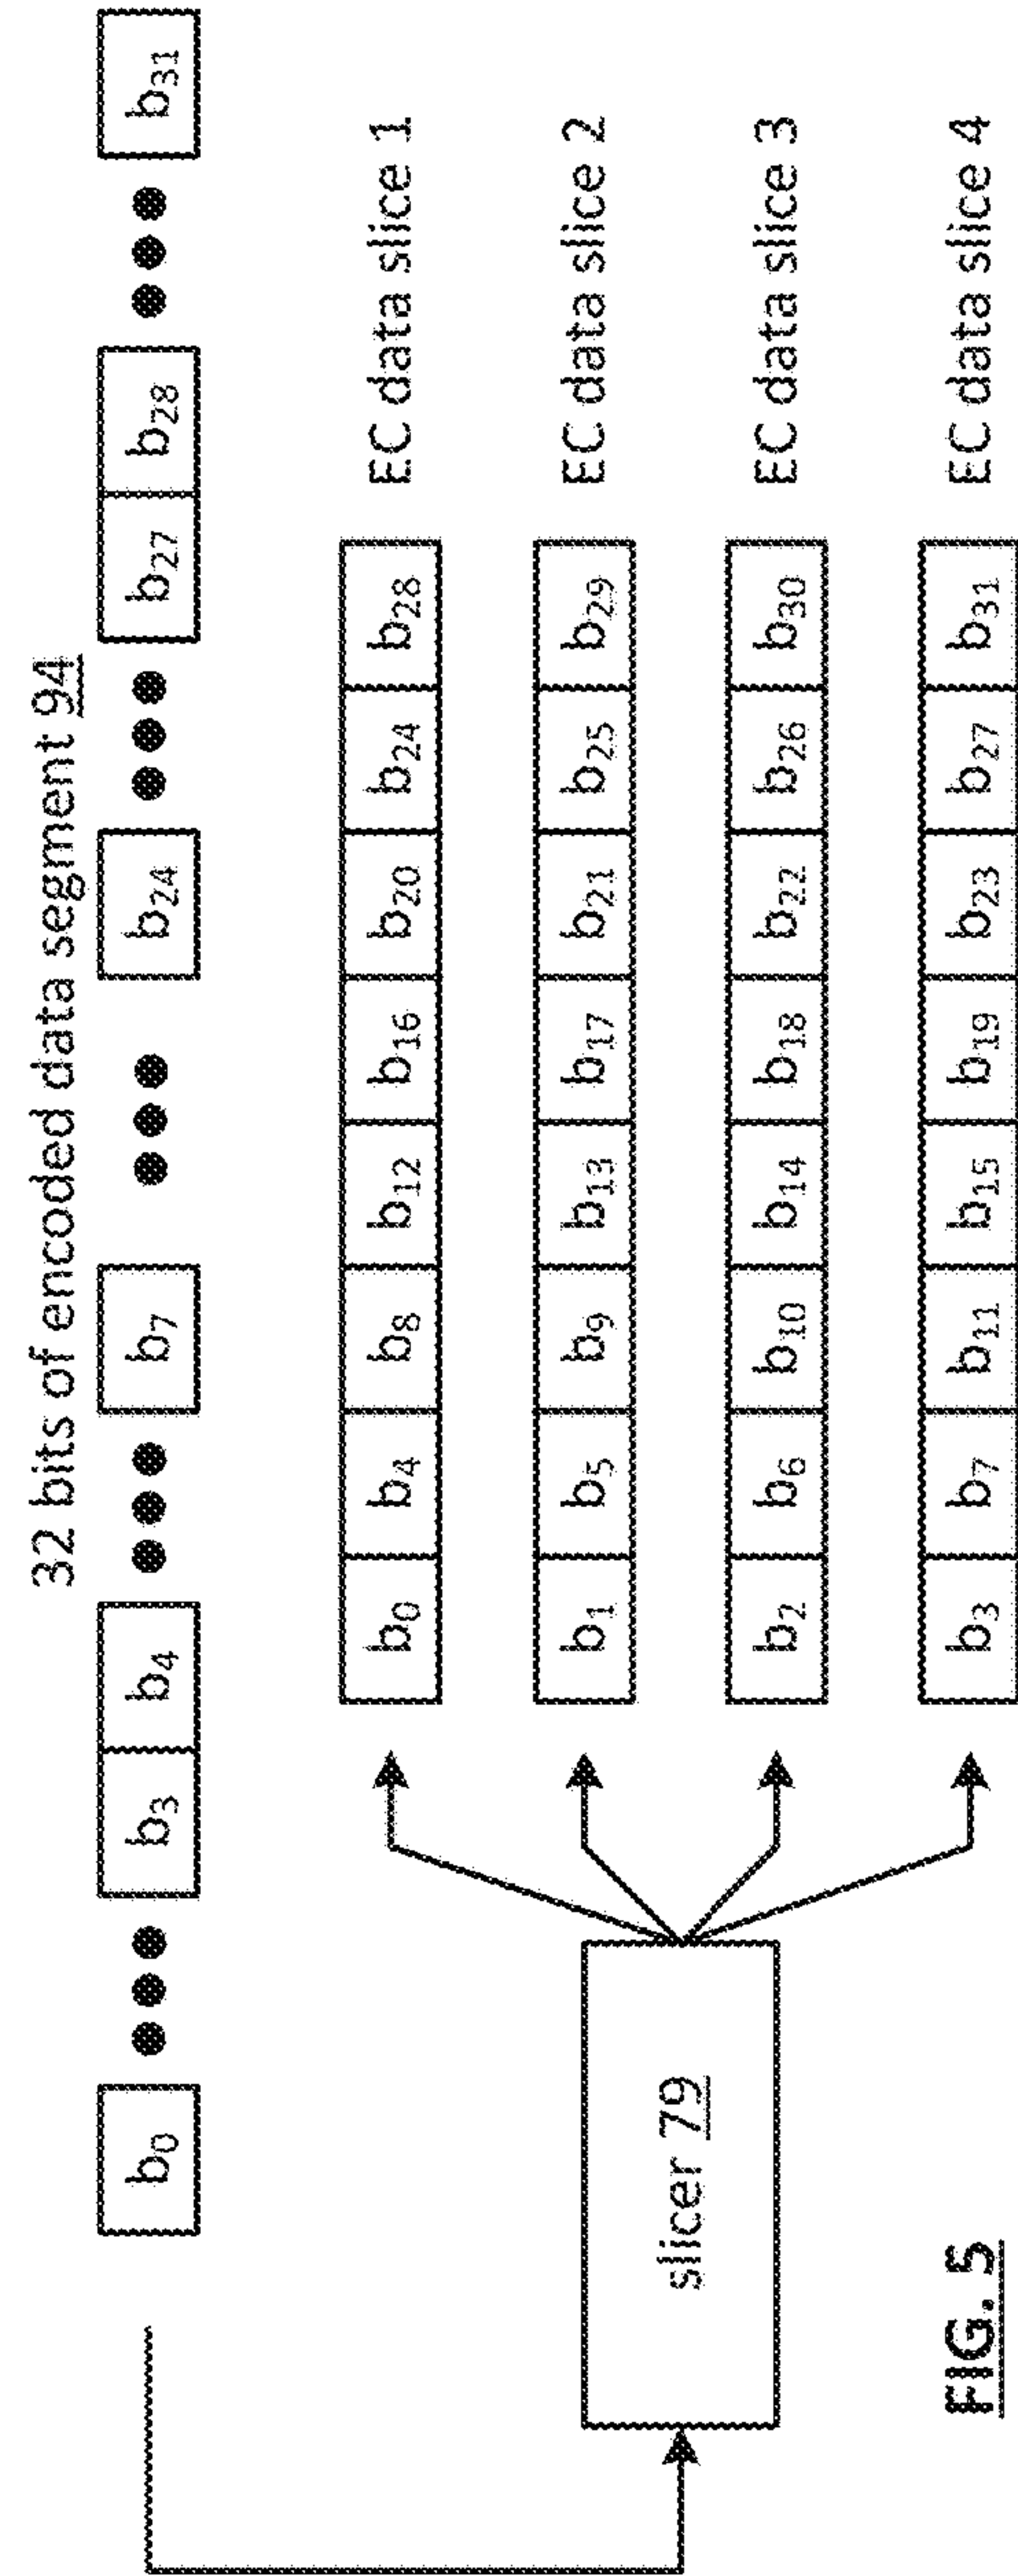 32 bits of encoded data segment 94
b0 ••• b3 b4 ••• b7 ••• b24 ••• b27 b28 ••• b31
b0 b4 b8 b12 b16 b20 b24 b28 EC data slice 1
b1 b5 b9 b13 b17 b21 b25 b29 EC data slice 2
slicer 79
b2 b6 b10 b14 b18 b22 b26 b30 EC data slice 3
b3 b7 b11 b15 b19 b23 b27 b31 EC data slice 4
FIG. 5